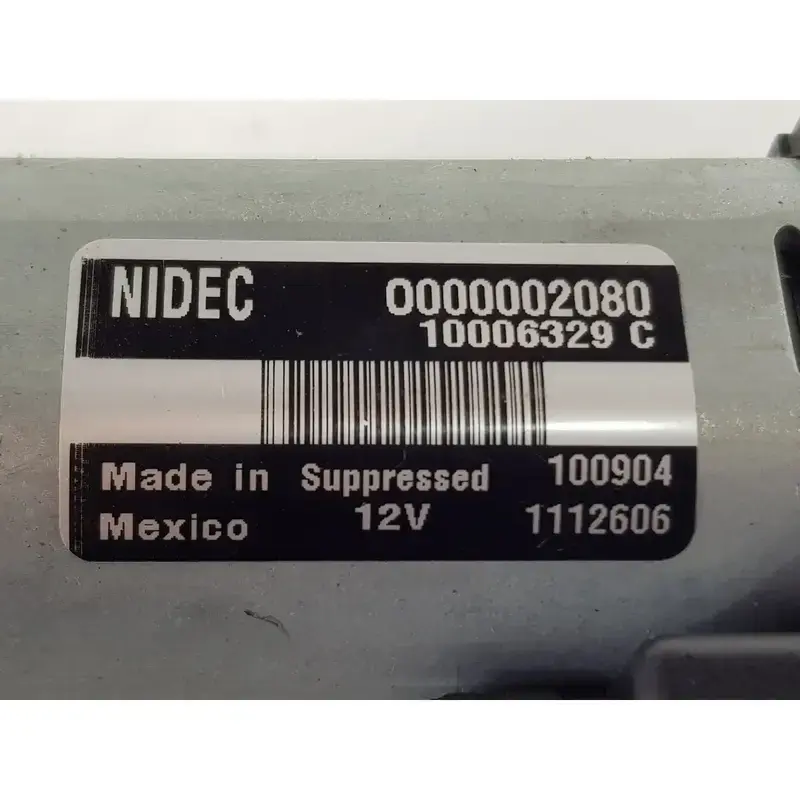 NIDEC 0000002080
10006329 C
Made in Suppressed 100904
Mexico 12V 1112606